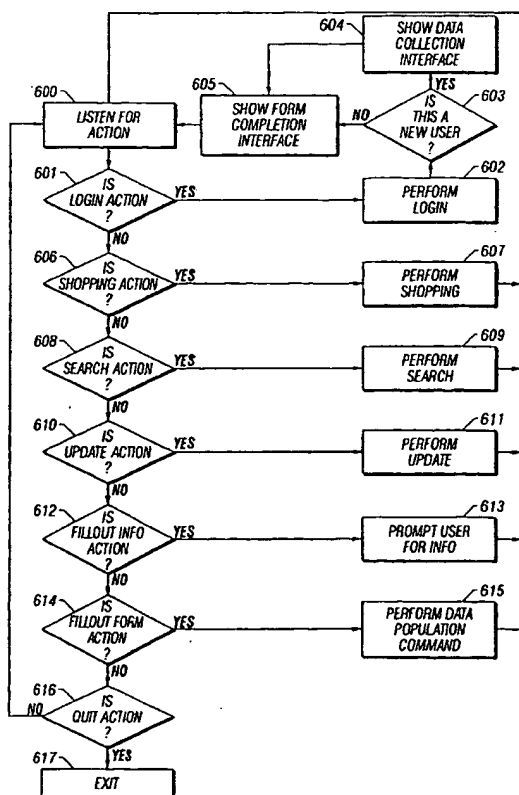 604
SHOW DATA
COLLECTION
INTERFACE
600
LISTEN FOR
ACTION
605
SHOW FORM
COMPLETION
INTERFACE
NO
YES
603
IS
THIS A
NEW USER
?
601
IS
LOGIN ACTION
?
YES
NO
602
PERFORM
LOGIN
606
IS
SHOPPING ACTION
?
YES
NO
607
PERFORM
SHOPPING
608
IS
SEARCH ACTION
?
YES
NO
609
PERFORM
SEARCH
610
IS
UPDATE ACTION
?
YES
NO
611
PERFORM
UPDATE
612
IS
FILLOUT INFO
ACTION
?
YES
NO
613
PROMPT USER
FOR INFO
614
IS
FILLOUT FORM
ACTION
?
YES
NO
615
PERFORM DATA
POPULATION
COMMAND
616
IS
QUIT ACTION
?
NO
YES
617
EXIT